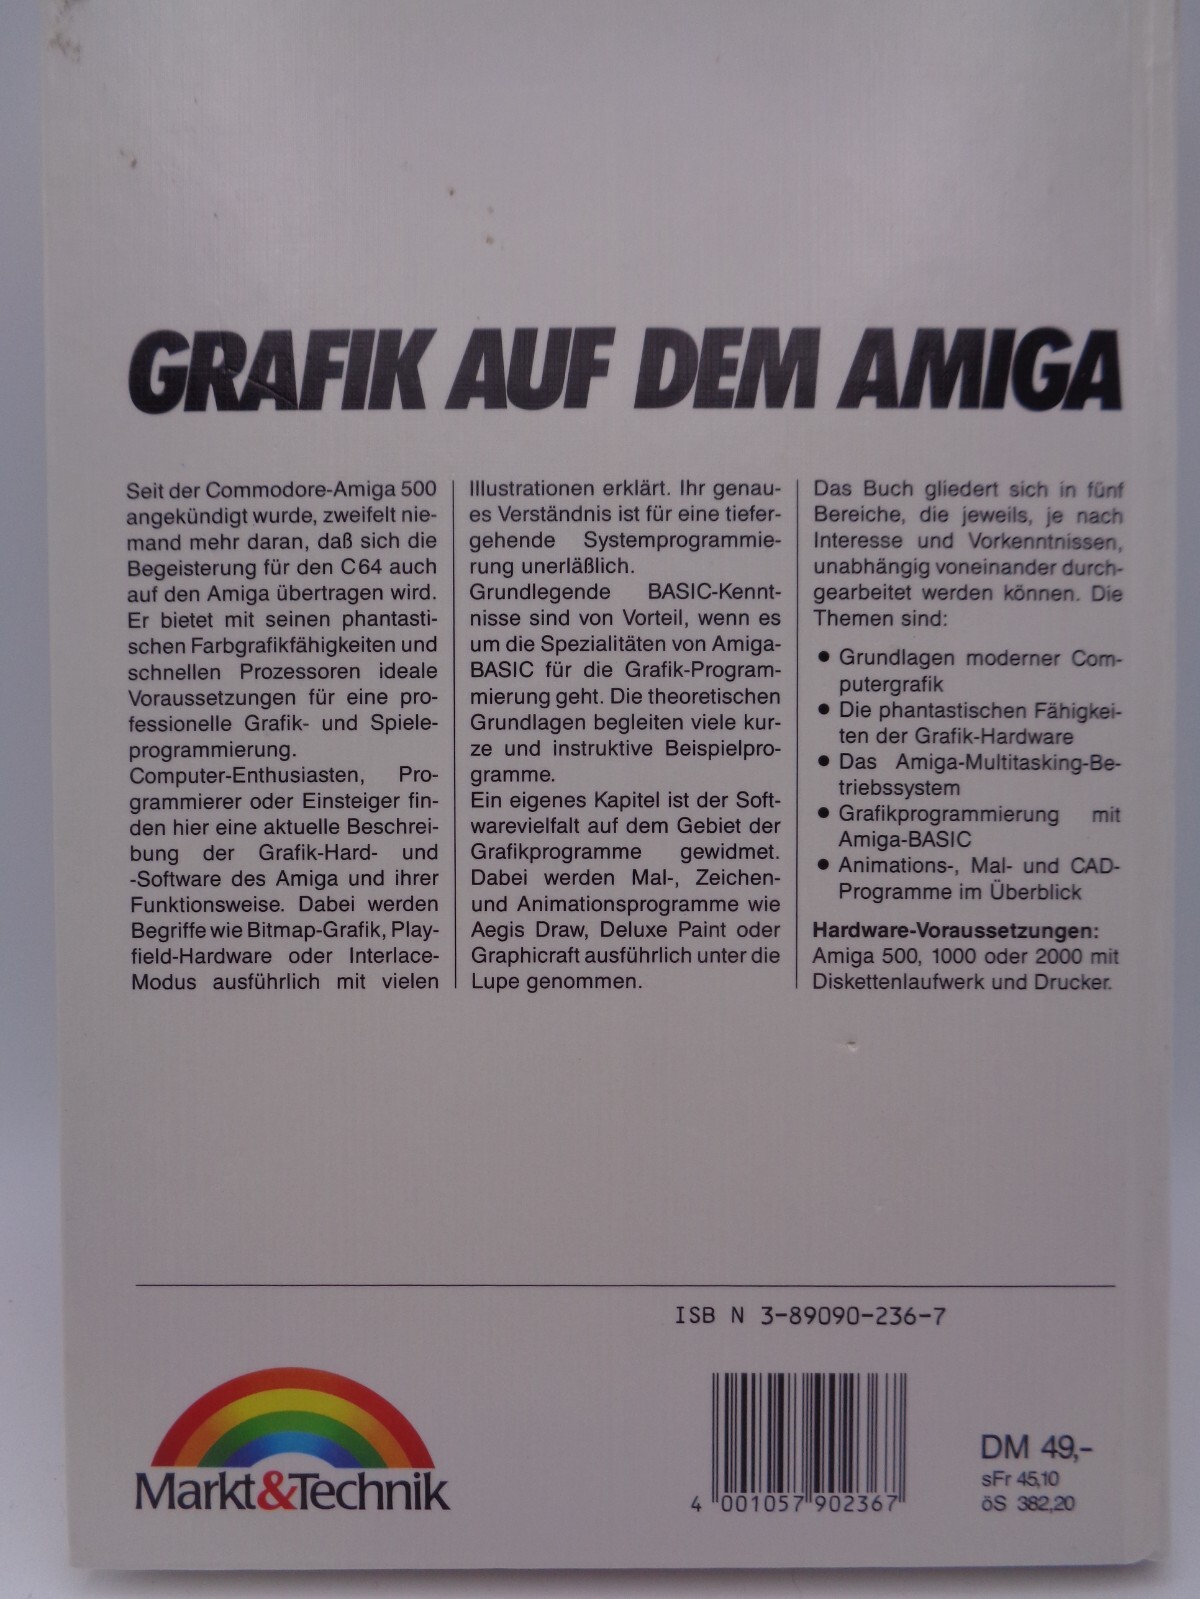 GRAFIK AUF DEM AMIGA
Seit der Commodore-Amiga 500
angekündigt wurde, zweifelt nie-
mand mehr daran, daß sich die
Begeisterung für den C64 auch
auf den Amiga übertragen wird.
Er bietet mit seinen phantasti-
schen Farbgrafikfähigkeiten und
schnellen Prozessoren ideale
Voraussetzungen für eine pro-
fessionelle Grafik- und Spiele-
programmierung.
Computer-Enthusiasten, Pro-
grammierer oder Einsteiger fin-
den hier eine aktuelle Beschrei-
bung der Grafik-Hard- und
-Software des Amiga und ihrer
Funktionsweise. Dabei werden
Begriffe wie Bitmap-Grafik, Play-
field-Hardware oder Interlace-
Modus ausführlich mit vielen
Illustrationen erklärt. Ihr genau-
es Verständnis ist für eine tiefer-
gehende Systemprogrammie-
rung unerläßlich.
Grundlegende BASIC-Kennt-
nisse sind von Vorteil, wenn es
um die Spezialitäten von Amiga-
BASIC für die Grafik-Program-
mierung geht. Die theoretischen
Grundlagen begleiten viele kur-
ze und instruktive Beispielpro-
gramme.
Ein eigenes Kapitel ist der Soft-
warevielfalt auf dem Gebiet der
Grafikprogramme gewidmet.
Dabei werden Mal-, Zeichen-
und Animationsprogramme wie
Aegis Draw, Deluxe Paint oder
Graphicraft ausführlich unter die
Lupe genommen.
Das Buch gliedert sich in fünf
Bereiche, die jeweils, je nach
Interesse und Vorkenntnissen,
unabhängig voneinander durch-
gearbeitet werden können. Die
Themen sind:
● Grundlagen moderner Com-
putergrafik
● Die phantastischen Fähigkei-
ten der Grafik-Hardware
● Das Amiga-Multitasking-Be-
triebssystem
● Grafikprogrammierung mit
Amiga-BASIC
● Animations-, Mal- und CAD-
Programme im Überblick
Hardware-Voraussetzungen:
Amiga 500, 1000 oder 2000 mit
Diskettenlaufwerk und Drucker.
ISB N 3-89090-236-7
Markt&Technik
4 001057 902367
DM 49,-
sFr 45,10
öS 382,20